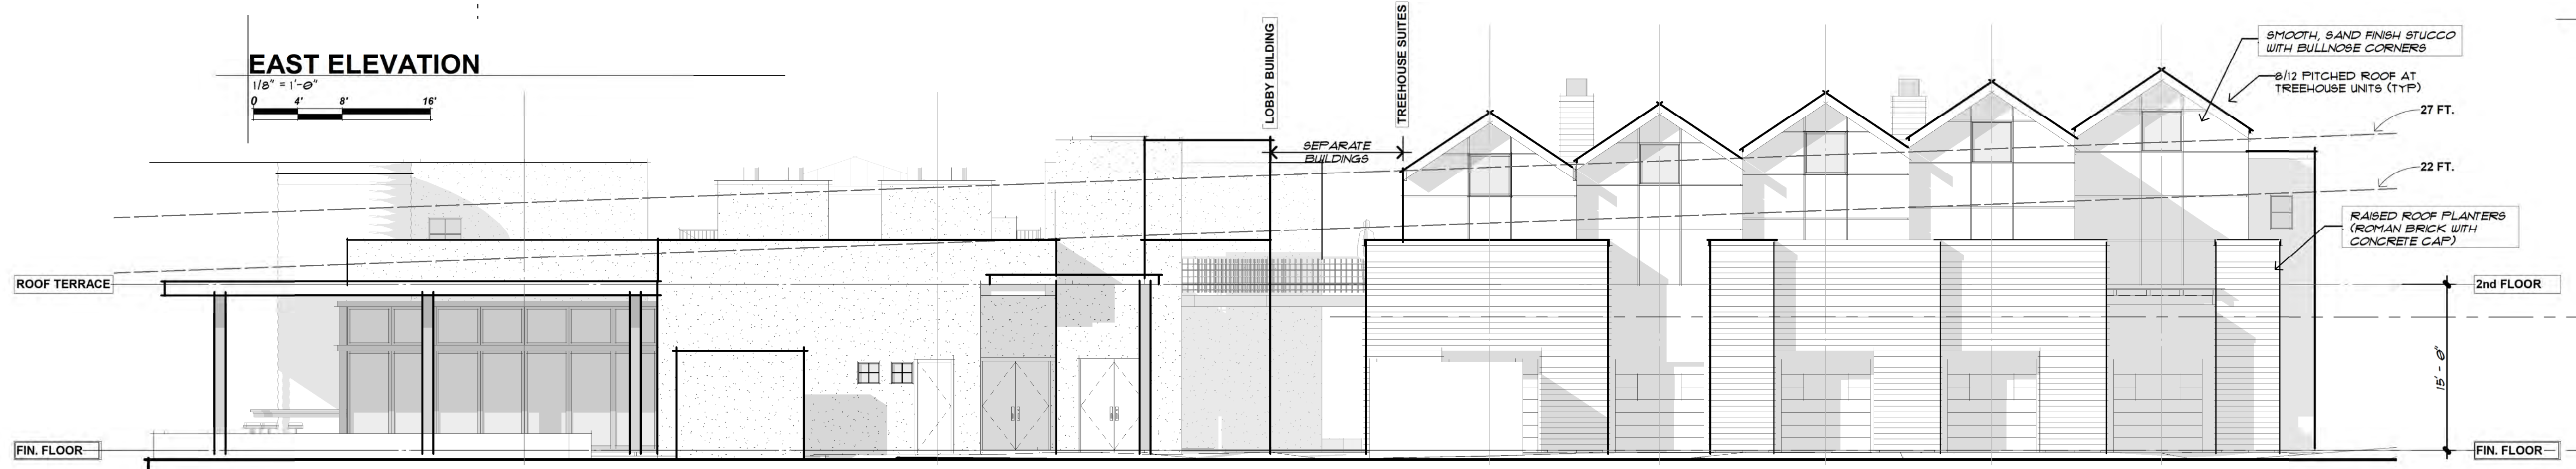 EAST ELEVATION
1/8" = 1'-0"
0 4' 8' 16'
LOBBY BUILDING
TREEHOUSE SUITES
SEPARATE
BUILDINGS
SMOOTH, SAND FINISH STUCCO
WITH BULLNOSE CORNERS
8/12 PITCHED ROOF AT
TREEHOUSE UNITS (TYP)
27 FT.
22 FT.
RAISED ROOF PLANTERS
(ROMAN BRICK WITH
CONCRETE CAP)
ROOF TERRACE
2nd FLOOR
15' - 0"
FIN. FLOOR
FIN. FLOOR